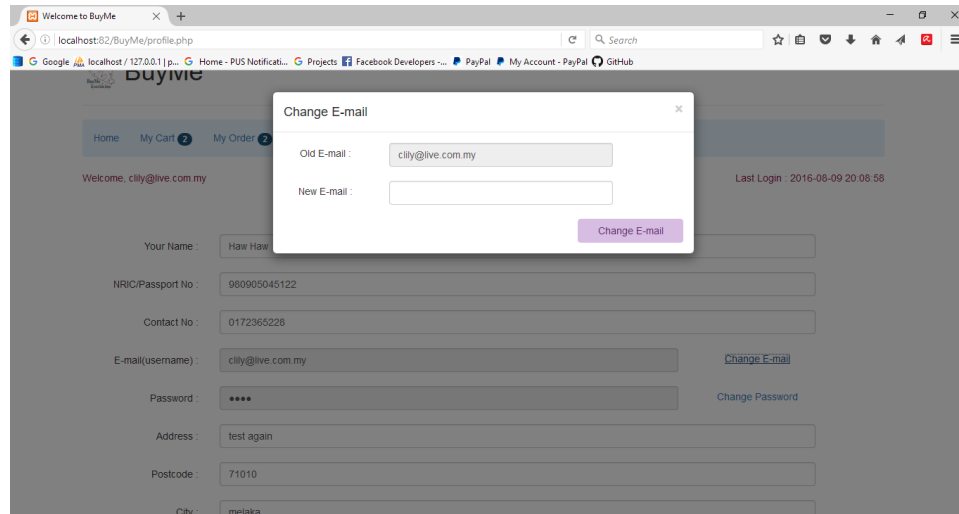 Welcome to BuyMe
localhost:82/BuyMe/profile.php
Search
Google localhost / 127.0.0.1 | p... Home - PUS Notificati... Projects Facebook Developers -... PayPal My Account - PayPal GitHub
BuyMe
Change E-mail ×
Home My Cart 2 My Order 2
Old E-mail : clily@live.com.my
Welcome, clily@live.com.my Last Login : 2016-08-09 20:08:58
New E-mail :
Change E-mail
Your Name : Haw Haw
NRIC/Passport No : 980905045122
Contact No : 0172365228
E-mail(username) : clily@live.com.my Change E-mail
Password : •••• Change Password
Address : test again
Postcode : 71010
City : melaka